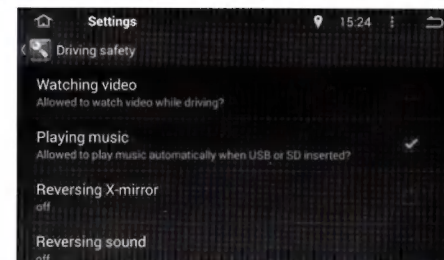 Settings 15:24
Driving safety
Watching video
Allowed to watch video while driving?
Playing music
Allowed to play music automatically when USB or SD inserted?
Reversing X-mirror
off
Reversing sound
off